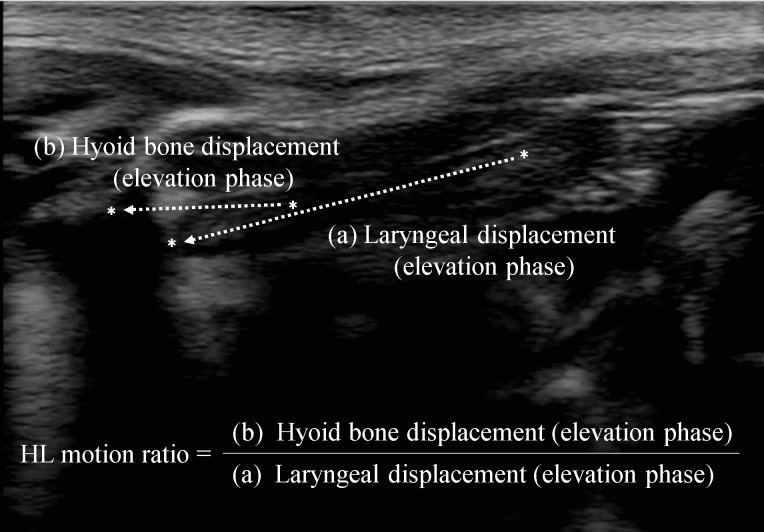 (b) Hyoid bone displacement
(elevation phase)
(a) Laryngeal displacement
(elevation phase)
HL motion ratio = 
(b) Hyoid bone displacement (elevation phase)
(a) Laryngeal displacement (elevation phase)